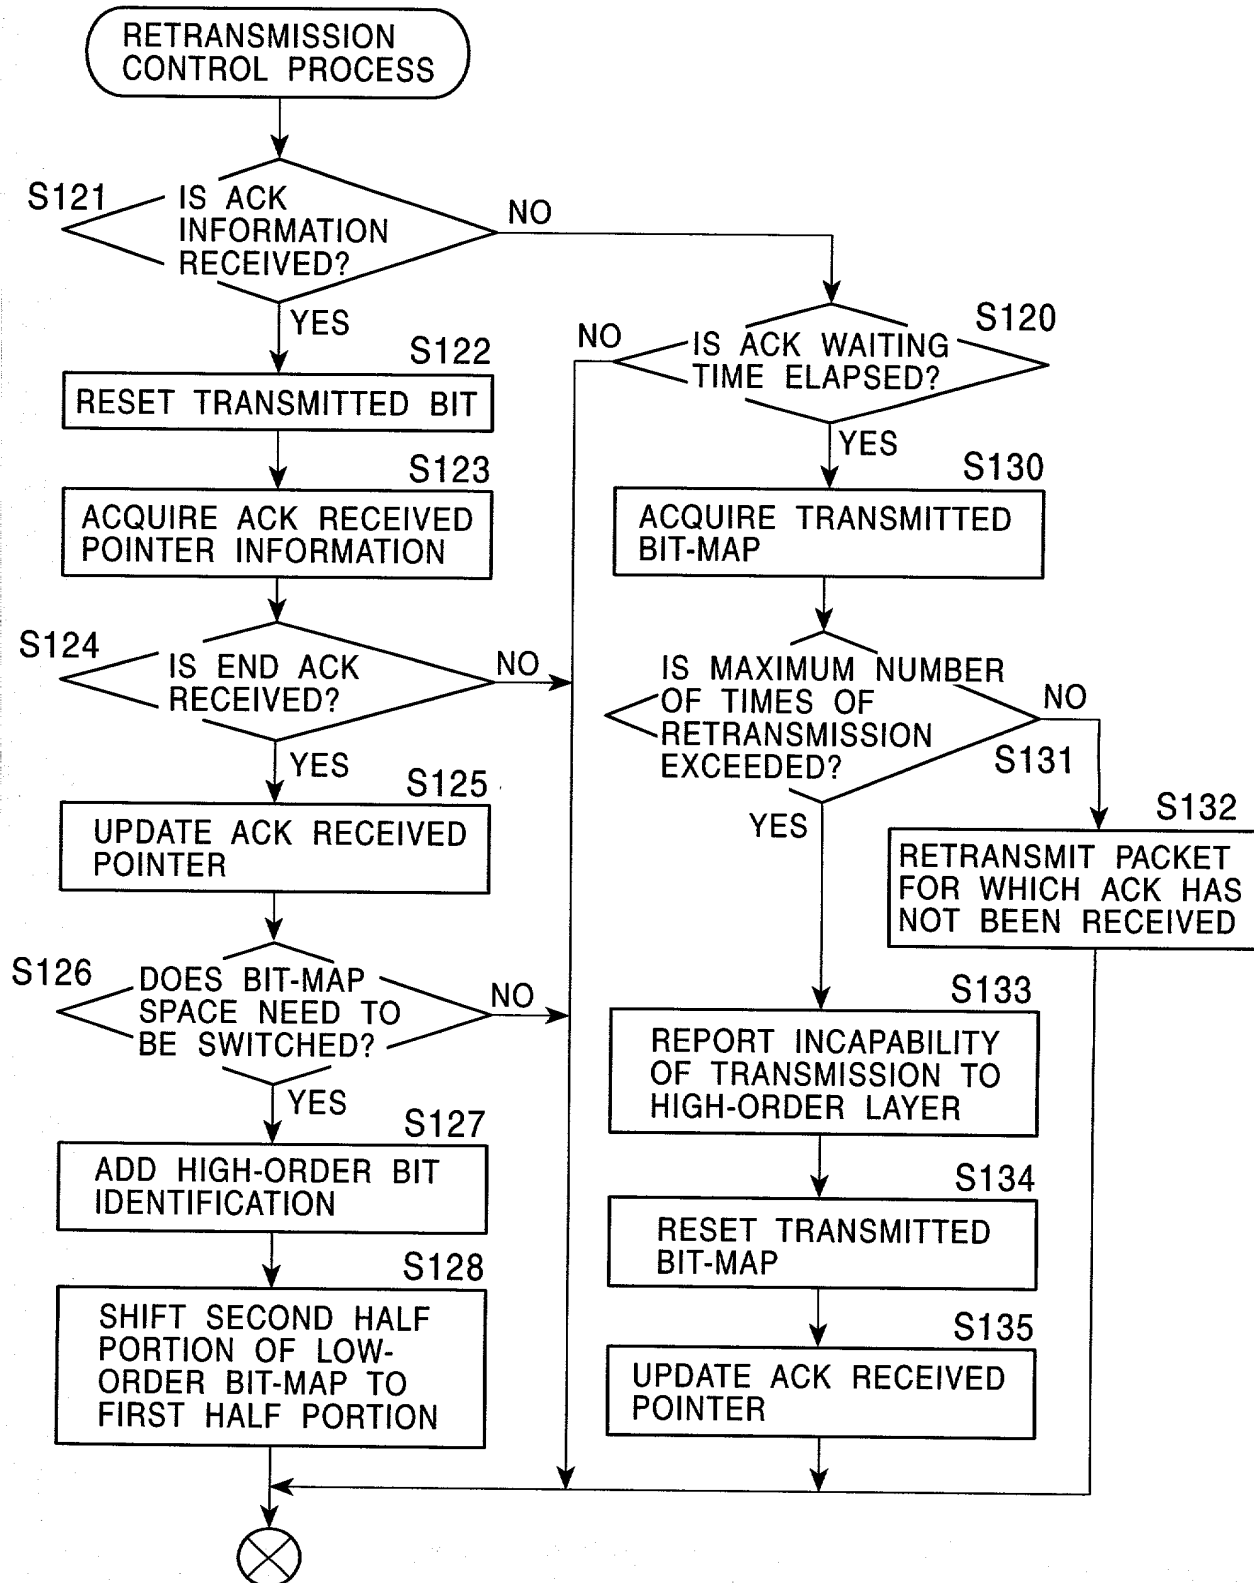 RETRANSMISSION
CONTROL PROCESS
S121
IS ACK
INFORMATION
RECEIVED?
NO
YES
S122
RESET TRANSMITTED BIT
S123
ACQUIRE ACK RECEIVED
POINTER INFORMATION
S124
IS END ACK
RECEIVED?
NO
YES
S125
UPDATE ACK RECEIVED
POINTER
S126
DOES BIT-MAP
SPACE NEED TO
BE SWITCHED?
NO
YES
S127
ADD HIGH-ORDER BIT
IDENTIFICATION
S128
SHIFT SECOND HALF
PORTION OF LOW-
ORDER BIT-MAP TO
FIRST HALF PORTION
S120
NO
IS ACK WAITING
TIME ELAPSED?
YES
S130
ACQUIRE TRANSMITTED
BIT-MAP
IS MAXIMUM NUMBER
OF TIMES OF
RETRANSMISSION
EXCEEDED?
NO
S131
YES
S132
RETRANSMIT PACKET
FOR WHICH ACK HAS
NOT BEEN RECEIVED
S133
REPORT INCAPABILITY
OF TRANSMISSION TO
HIGH-ORDER LAYER
S134
RESET TRANSMITTED
BIT-MAP
S135
UPDATE ACK RECEIVED
POINTER